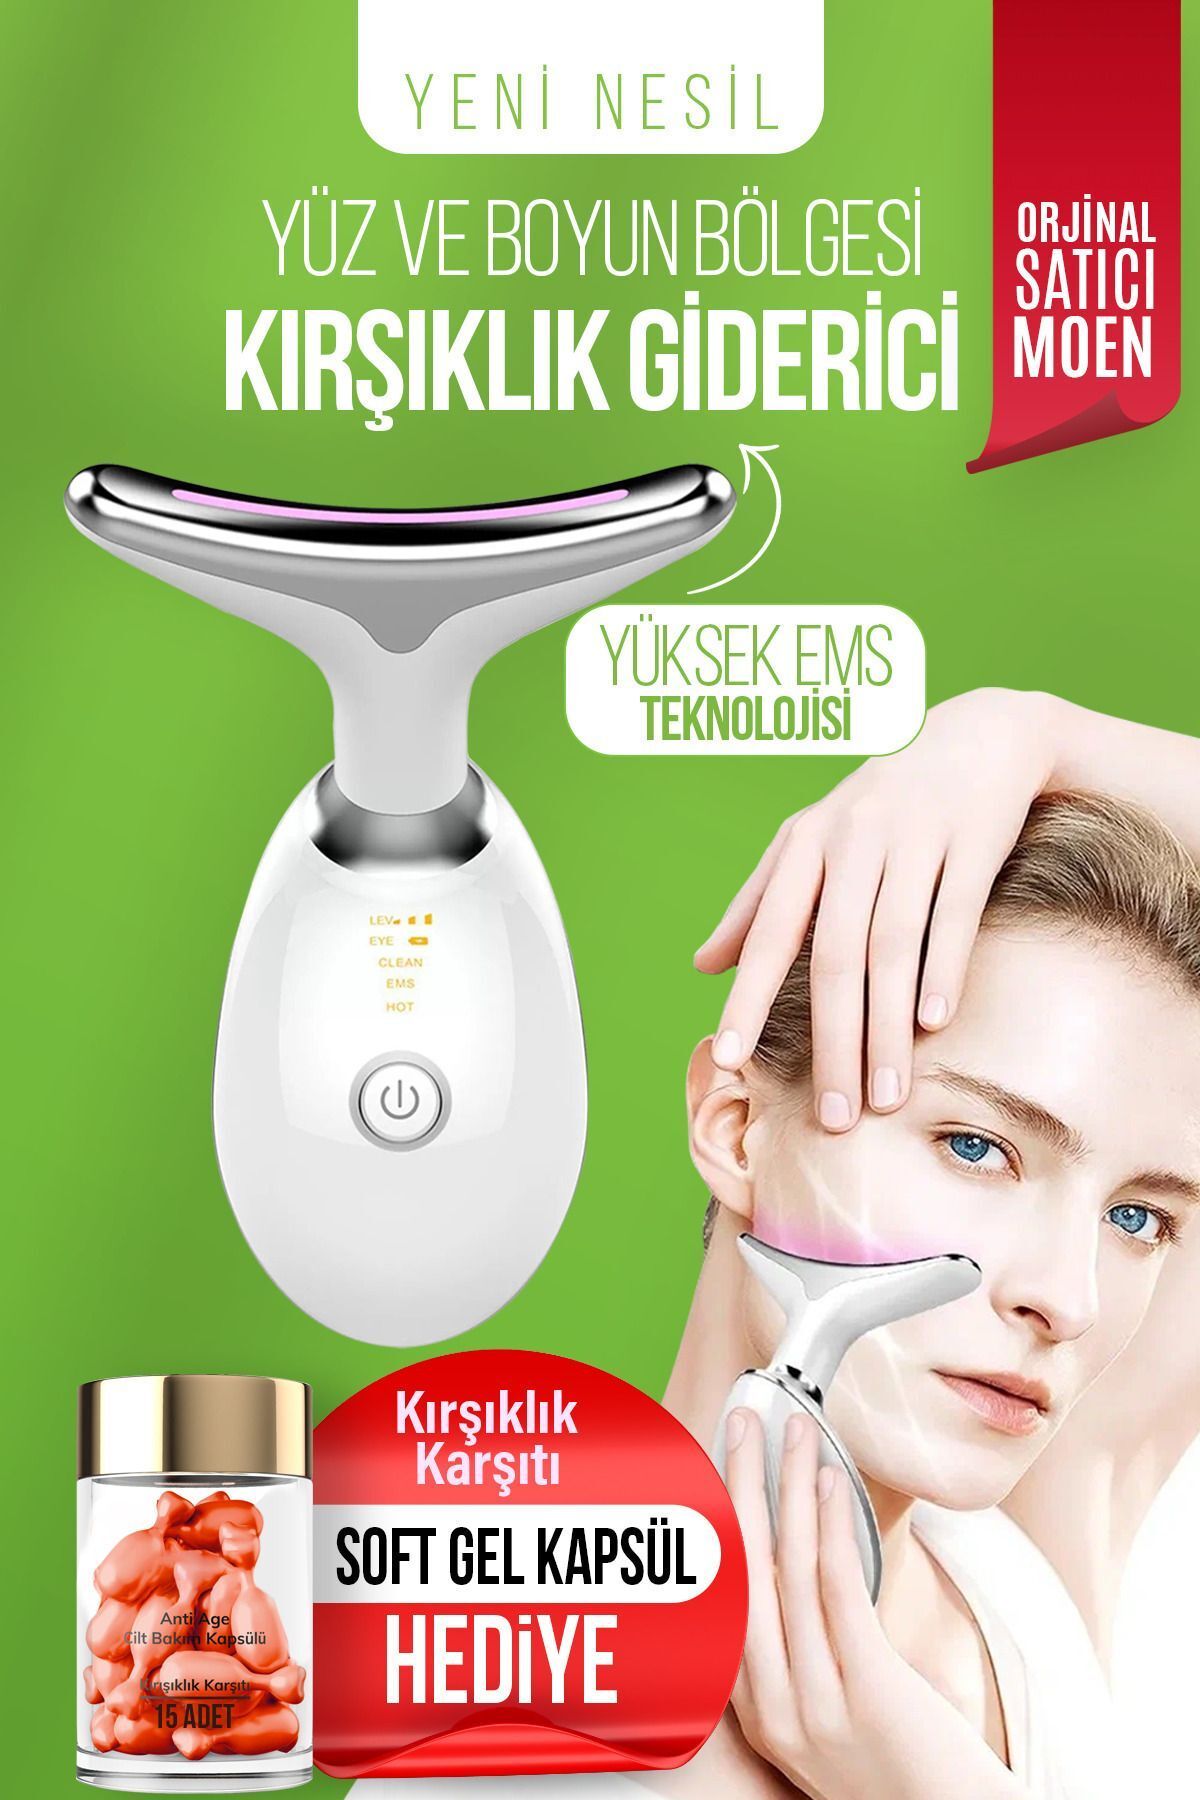 YENİ NESİL
YÜZ VE BOYUN BÖLGESİ
KIRŞIKLIK GİDERİCİ
ORJİNAL
SATICI
MOEN
YÜKSEK EMS
TEKNOLOJİSİ
LEV
EYE
CLEAN
EMS
HOT
Kırşıklık
Karşıtı
SOFT GEL KAPSÜL
HEDİYE
Anti Age
Cilt Bakım Kapsülü
Kırışıklık Karşıtı
15 ADET